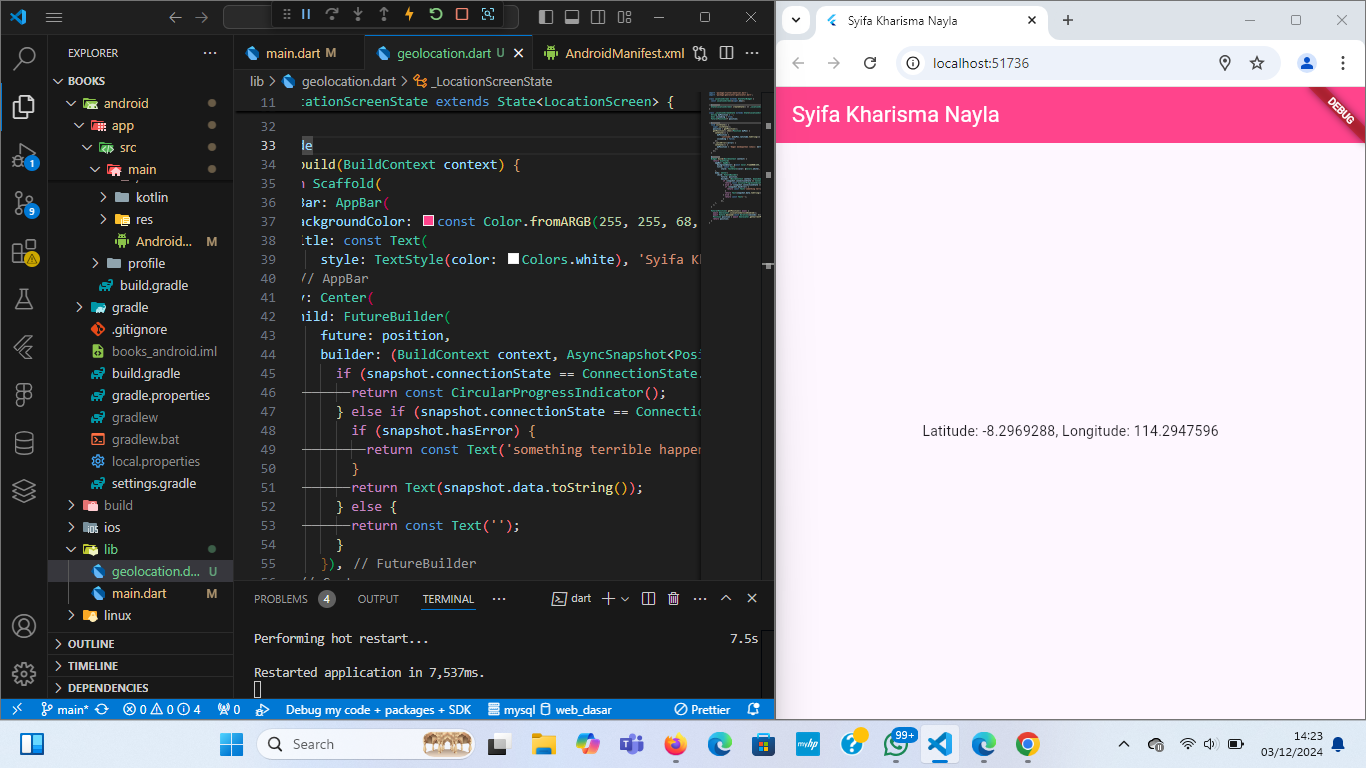 EXPLORER
BOOKS
android
app
src
main
kotlin
res
Android... M
profile
build.gradle
gradle
.gitignore
books_android.iml
build.gradle
gradle.properties
gradlew
gradlew.bat
local.properties
settings.gradle
build
ios
lib
geolocation.d... U
main.dart M
linux
OUTLINE
TIMELINE
DEPENDENCIES
1
9
main.dart M
geolocation.dart U
AndroidManifest.xml
lib > geolocation.dart > _LocationScreenState
11 cationScreenState extends State<LocationScreen> {
32
33 de
34 build(BuildContext context) {
35 Scaffold(
36 Bar: AppBar(
37 ackgroundColor: const Color.fromARGB(255, 255, 68,
38 itle: const Text(
39 style: TextStyle(color: Colors.white), 'Syifa K
40 // AppBar
41 y: Center(
42 hild: FutureBuilder(
43 future: position,
44 builder: (BuildContext context, AsyncSnapshot<Posi
45 if (snapshot.connectionState == ConnectionState.
46 return const CircularProgressIndicator();
47 } else if (snapshot.connectionState == Connectio
48 if (snapshot.hasError) {
49 return const Text('something terrible happen
50 }
51 return Text(snapshot.data.toString());
52 } else {
53 return const Text('');
54 }
55 }), // FutureBuilder
PROBLEMS 4 OUTPUT TERMINAL dart
Performing hot restart... 7.5s
Restarted application in 7,537ms.
main* 0 0 4 0 Debug my code + packages + SDK mysql web_dasar Prettier
Syifa Kharisma Nayla
localhost:51736
Syifa Kharisma Nayla
DEBUG
Latitude: -8.2969288, Longitude: 114.2947596
Search
myhp
99+
14:23
03/12/2024